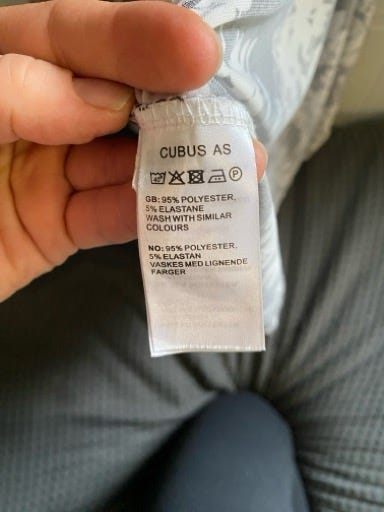 CUBUS AS
GB: 95% POLYESTER,
5% ELASTANE
WASH WITH SIMILAR
COLOURS
NO: 95% POLYESTER,
5% ELASTAN
VASKES MED LIGNENDE
FARGER